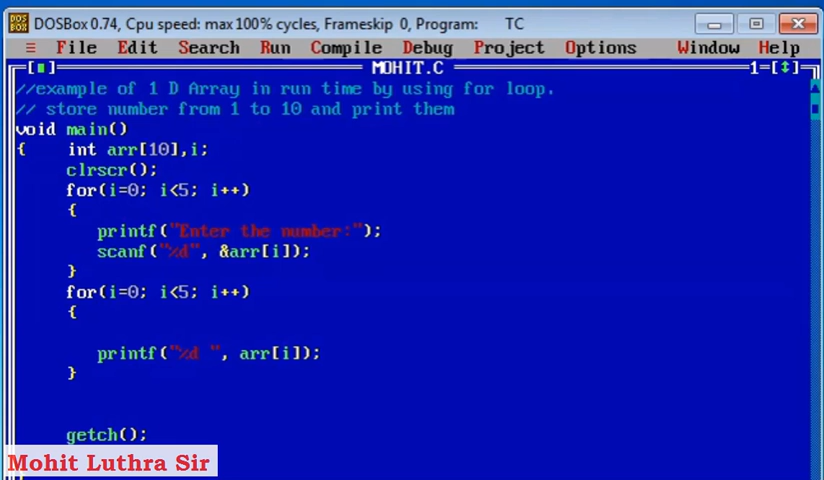 DOSBox 0.74, Cpu speed: max 100% cycles, Frameskip 0, Program: TC
≡ File Edit Search Run Compile Debug Project Options Window Help
[■] MOHIT.C 1=[↕]
//example of 1 D Array in run time by using for loop.
// store number from 1 to 10 and print them
void main()
{ int arr[10],i;
clrscr();
for(i=0; i<5; i++)
{
printf("Enter the number:");
scanf("%d", &arr[i]);
}
for(i=0; i<5; i++)
{
printf("%d ", arr[i]);
}
getch();
Mohit Luthra Sir